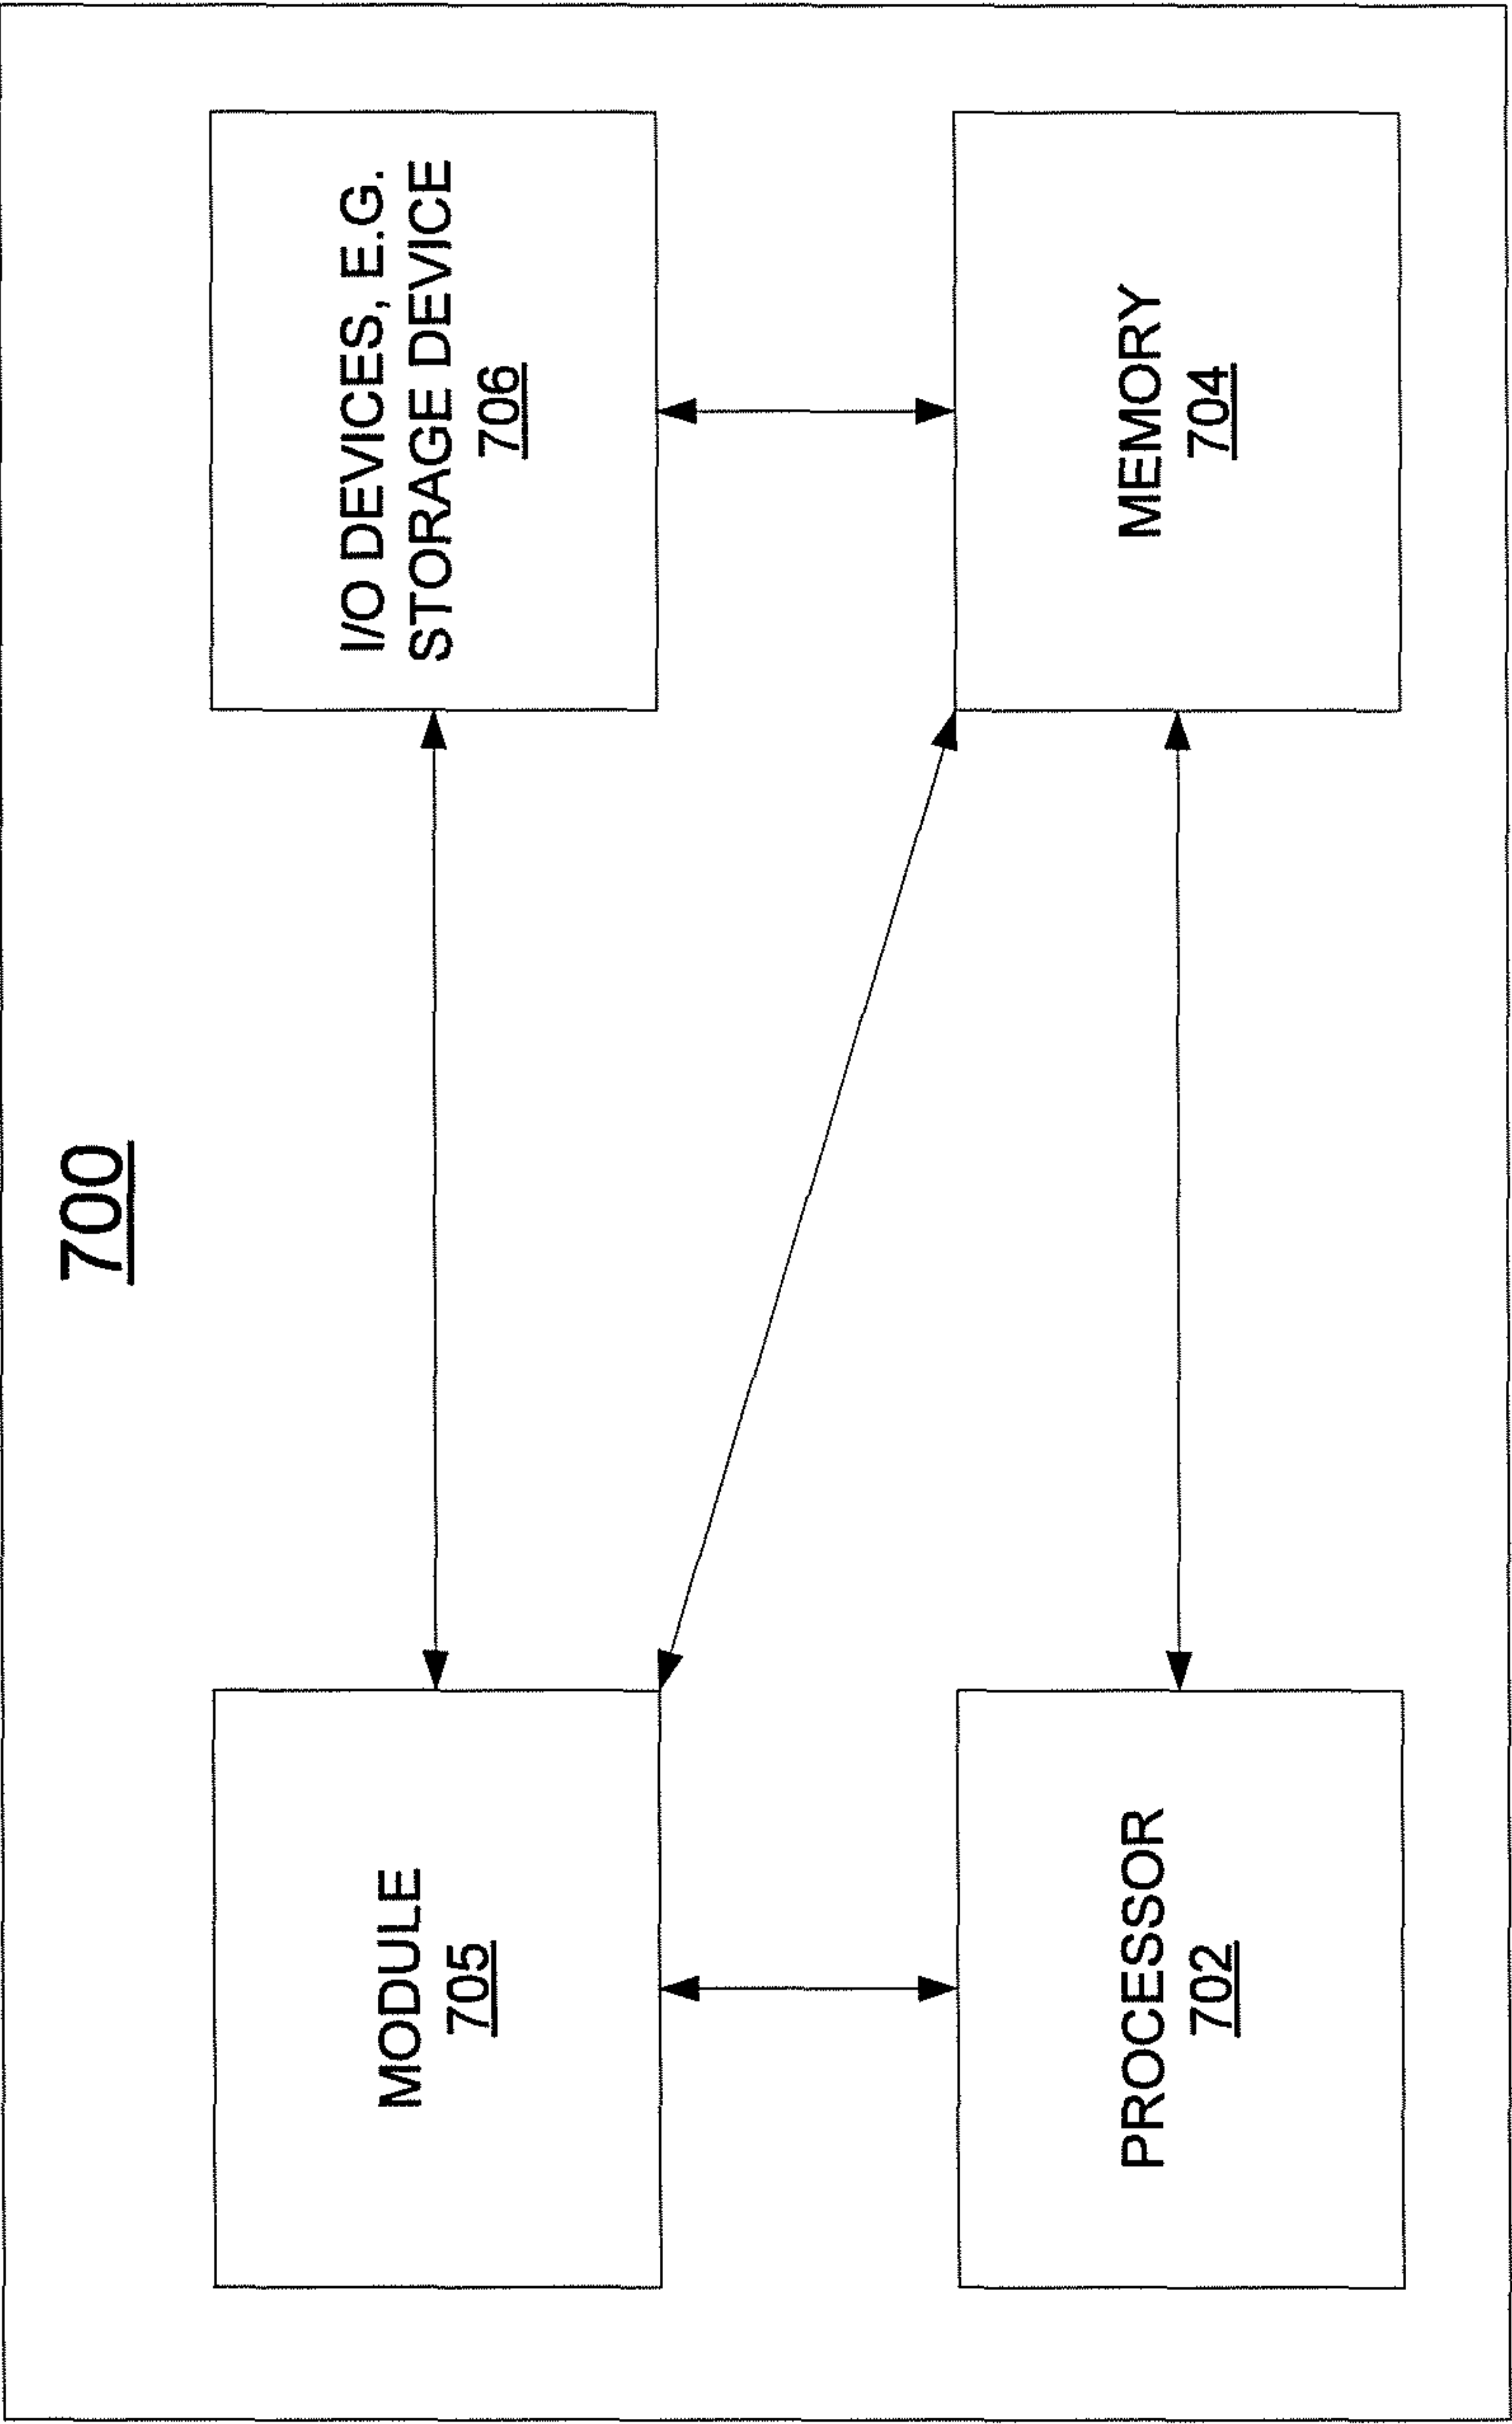 700
MODULE
705
I/O DEVICES, E.G.
STORAGE DEVICE
706
PROCESSOR
702
MEMORY
704